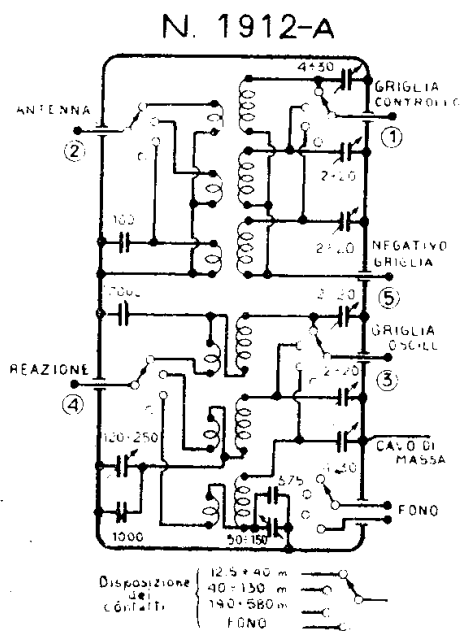 N. 1912-A
4÷30
ANTENNA
GRIGLIA
CONTROLLO
②
①
2÷20
100
2÷20
NEGATIVO
GRIGLIA
⑤
2÷20
GRIGLIA
OSCILL
③
REAZIONE
④
2÷20
120÷250
CAVO DI
MASSA
375
FONO
1000
50÷150
Disposizione
dei
contatti
12.5÷40 m
40÷130 m
190÷580 m
FONO